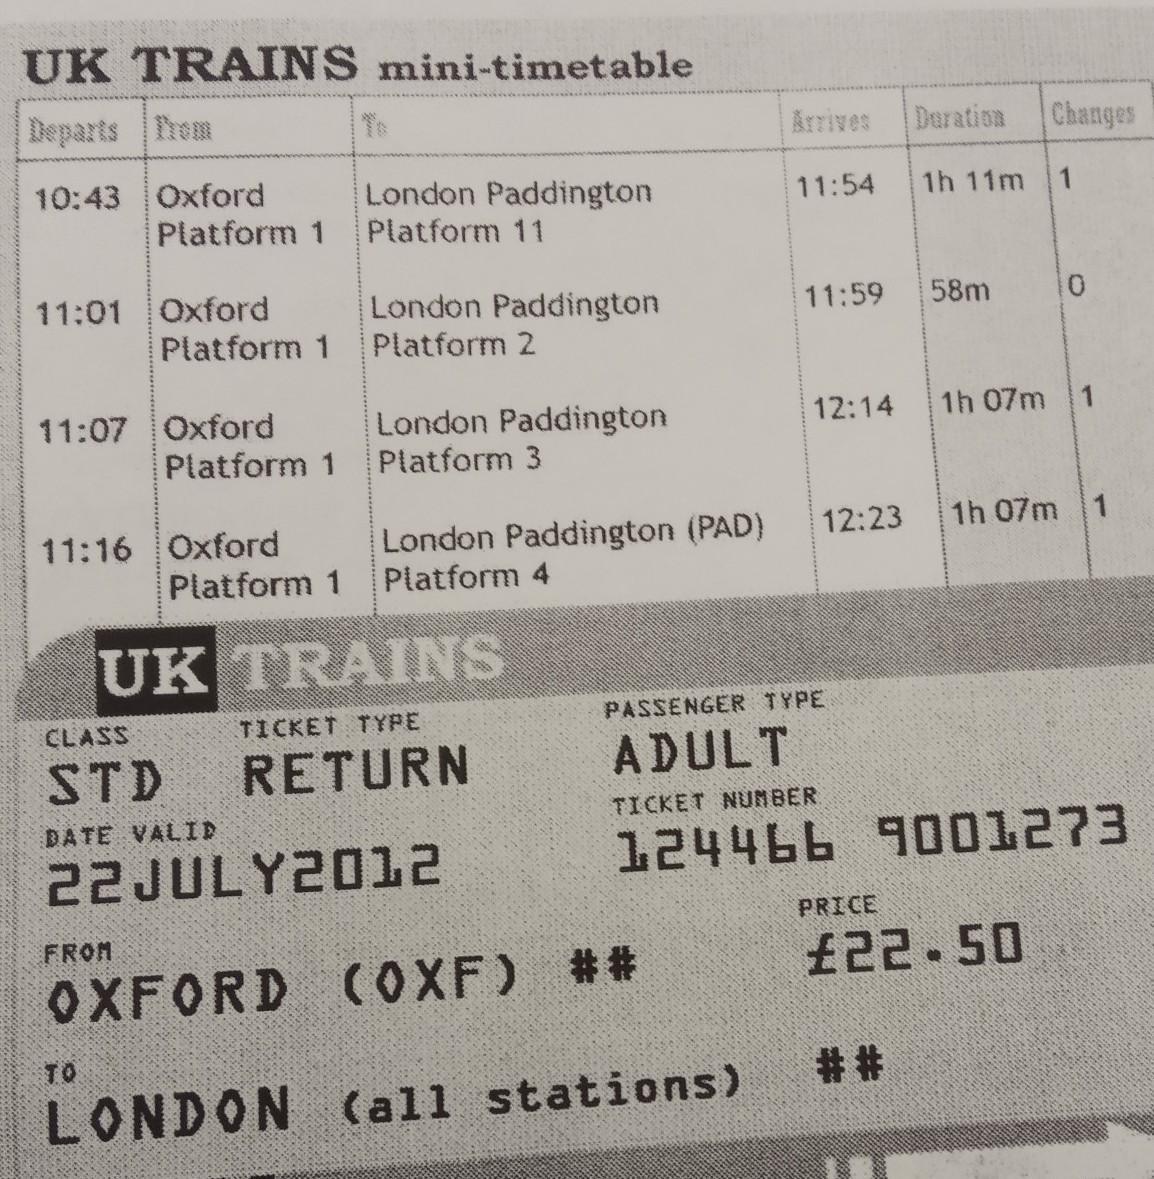 UK TRAINS mini-timetable
Departs From To Arrives Duration Changes
10:43 Oxford London Paddington 11:54 1h 11m 1
Platform 1 Platform 11
11:01 Oxford London Paddington 11:59 58m 0
Platform 1 Platform 2
11:07 Oxford London Paddington 12:14 1h 07m 1
Platform 1 Platform 3
11:16 Oxford London Paddington (PAD) 12:23 1h 07m 1
Platform 1 Platform 4
UK TRAINS
CLASS TICKET TYPE PASSENGER TYPE
STD RETURN ADULT
DATE VALID TICKET NUMBER
22JULY2012 124466 9001273
FROM PRICE
OXFORD (OXF) ## £22.50
TO
LONDON (all stations) ##